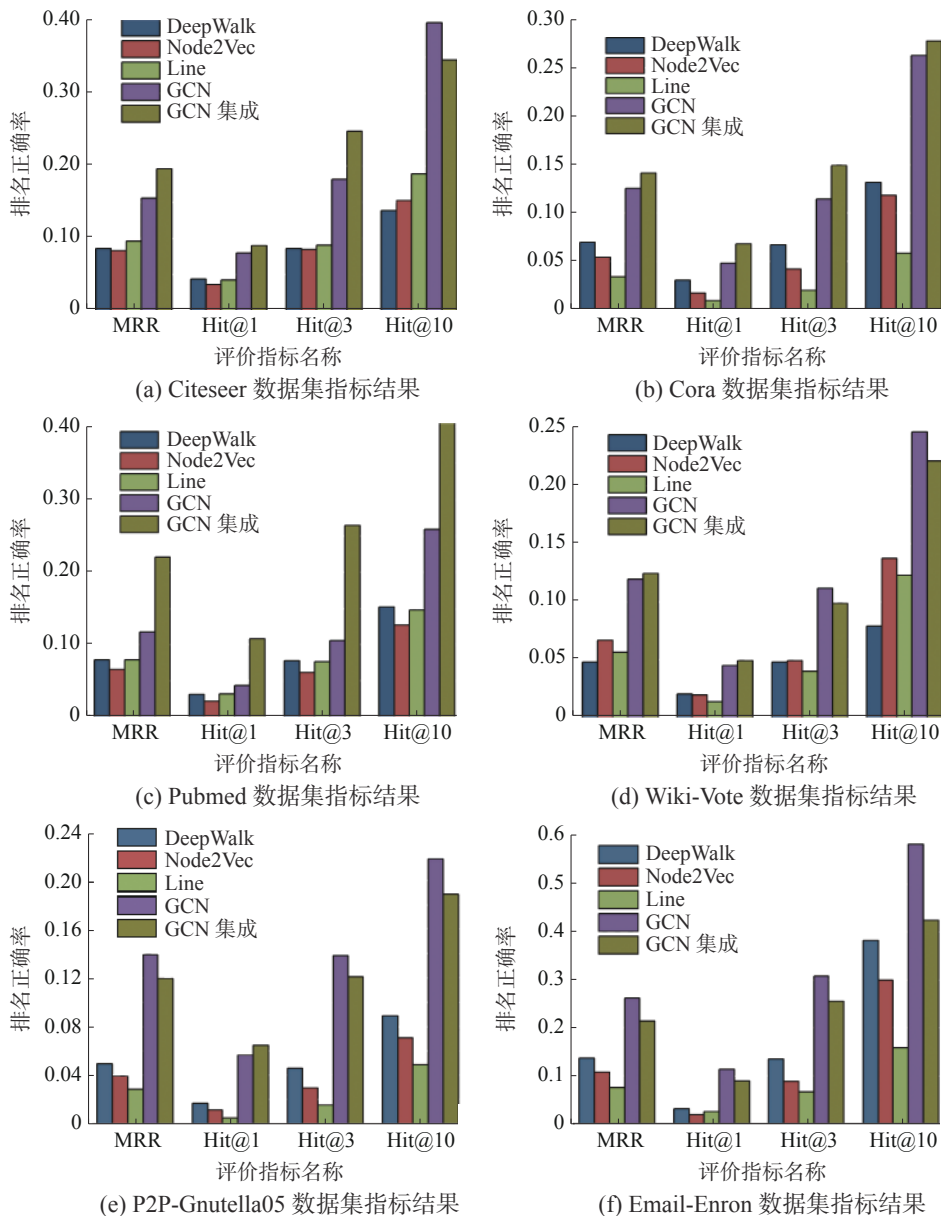 0.40
0.30
0.20
0.10
0
排名正确率
DeepWalk
Node2Vec
Line
GCN
GCN 集成
MRR Hit@1 Hit@3 Hit@10
评价指标名称
(a) Citeseer 数据集指标结果
0.30
0.25
0.20
0.15
0.10
0.05
0
排名正确率
DeepWalk
Node2Vec
Line
GCN
GCN 集成
MRR Hit@1 Hit@3 Hit@10
评价指标名称
(b) Cora 数据集指标结果
0.40
0.30
0.20
0.10
0
排名正确率
DeepWalk
Node2Vec
Line
GCN
GCN 集成
MRR Hit@1 Hit@3 Hit@10
评价指标名称
(c) Pubmed 数据集指标结果
0.25
0.20
0.15
0.10
0.05
0
排名正确率
DeepWalk
Node2Vec
Line
GCN
GCN 集成
MRR Hit@1 Hit@3 Hit@10
评价指标名称
(d) Wiki-Vote 数据集指标结果
0.24
0.20
0.16
0.12
0.08
0.04
0
排名正确率
DeepWalk
Node2Vec
Line
GCN
GCN 集成
MRR Hit@1 Hit@3 Hit@10
评价指标名称
(e) P2P-Gnutella05 数据集指标结果
0.6
0.5
0.4
0.3
0.2
0.1
0
排名正确率
DeepWalk
Node2Vec
Line
GCN
GCN 集成
MRR Hit@1 Hit@3 Hit@10
评价指标名称
(f) Email-Enron 数据集指标结果